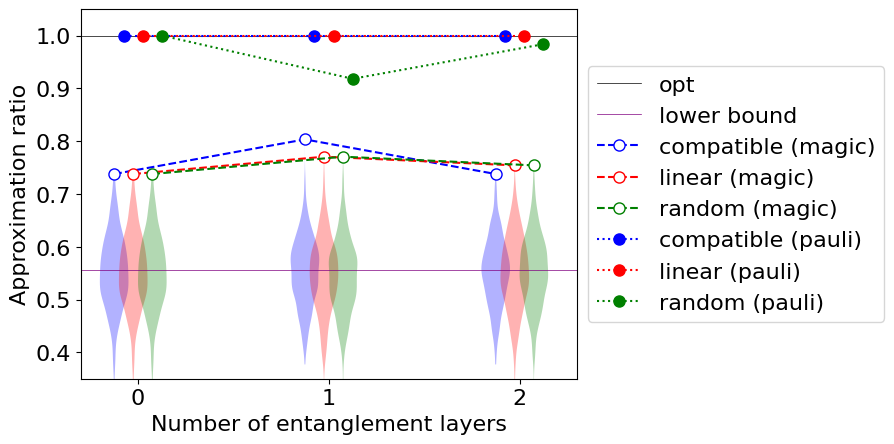 1.0
0.9
0.8
0.7
0.6
0.5
0.4
Approximation ratio
0 1 2
Number of entanglement layers
opt
lower bound
compatible (magic)
linear (magic)
random (magic)
compatible (pauli)
linear (pauli)
random (pauli)